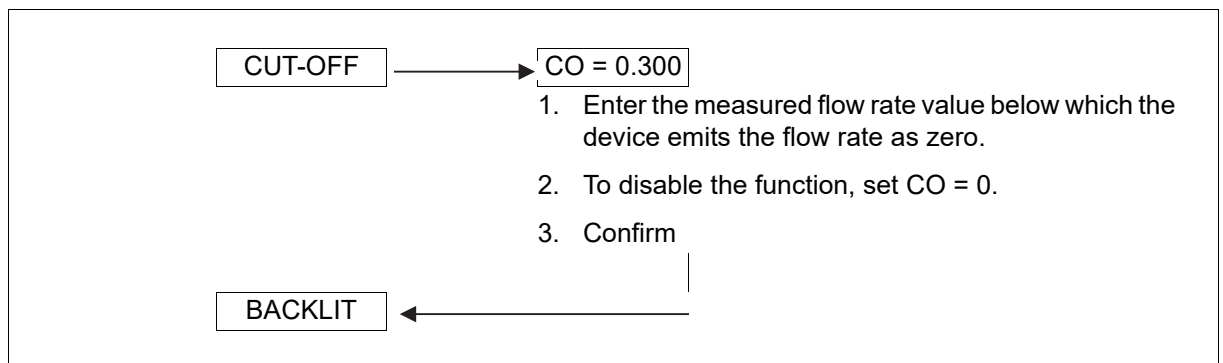 CUT-OFF
CO = 0.300
1. Enter the measured flow rate value below which the
device emits the flow rate as zero.
2. To disable the function, set CO = 0.
3. Confirm
BACKLIT